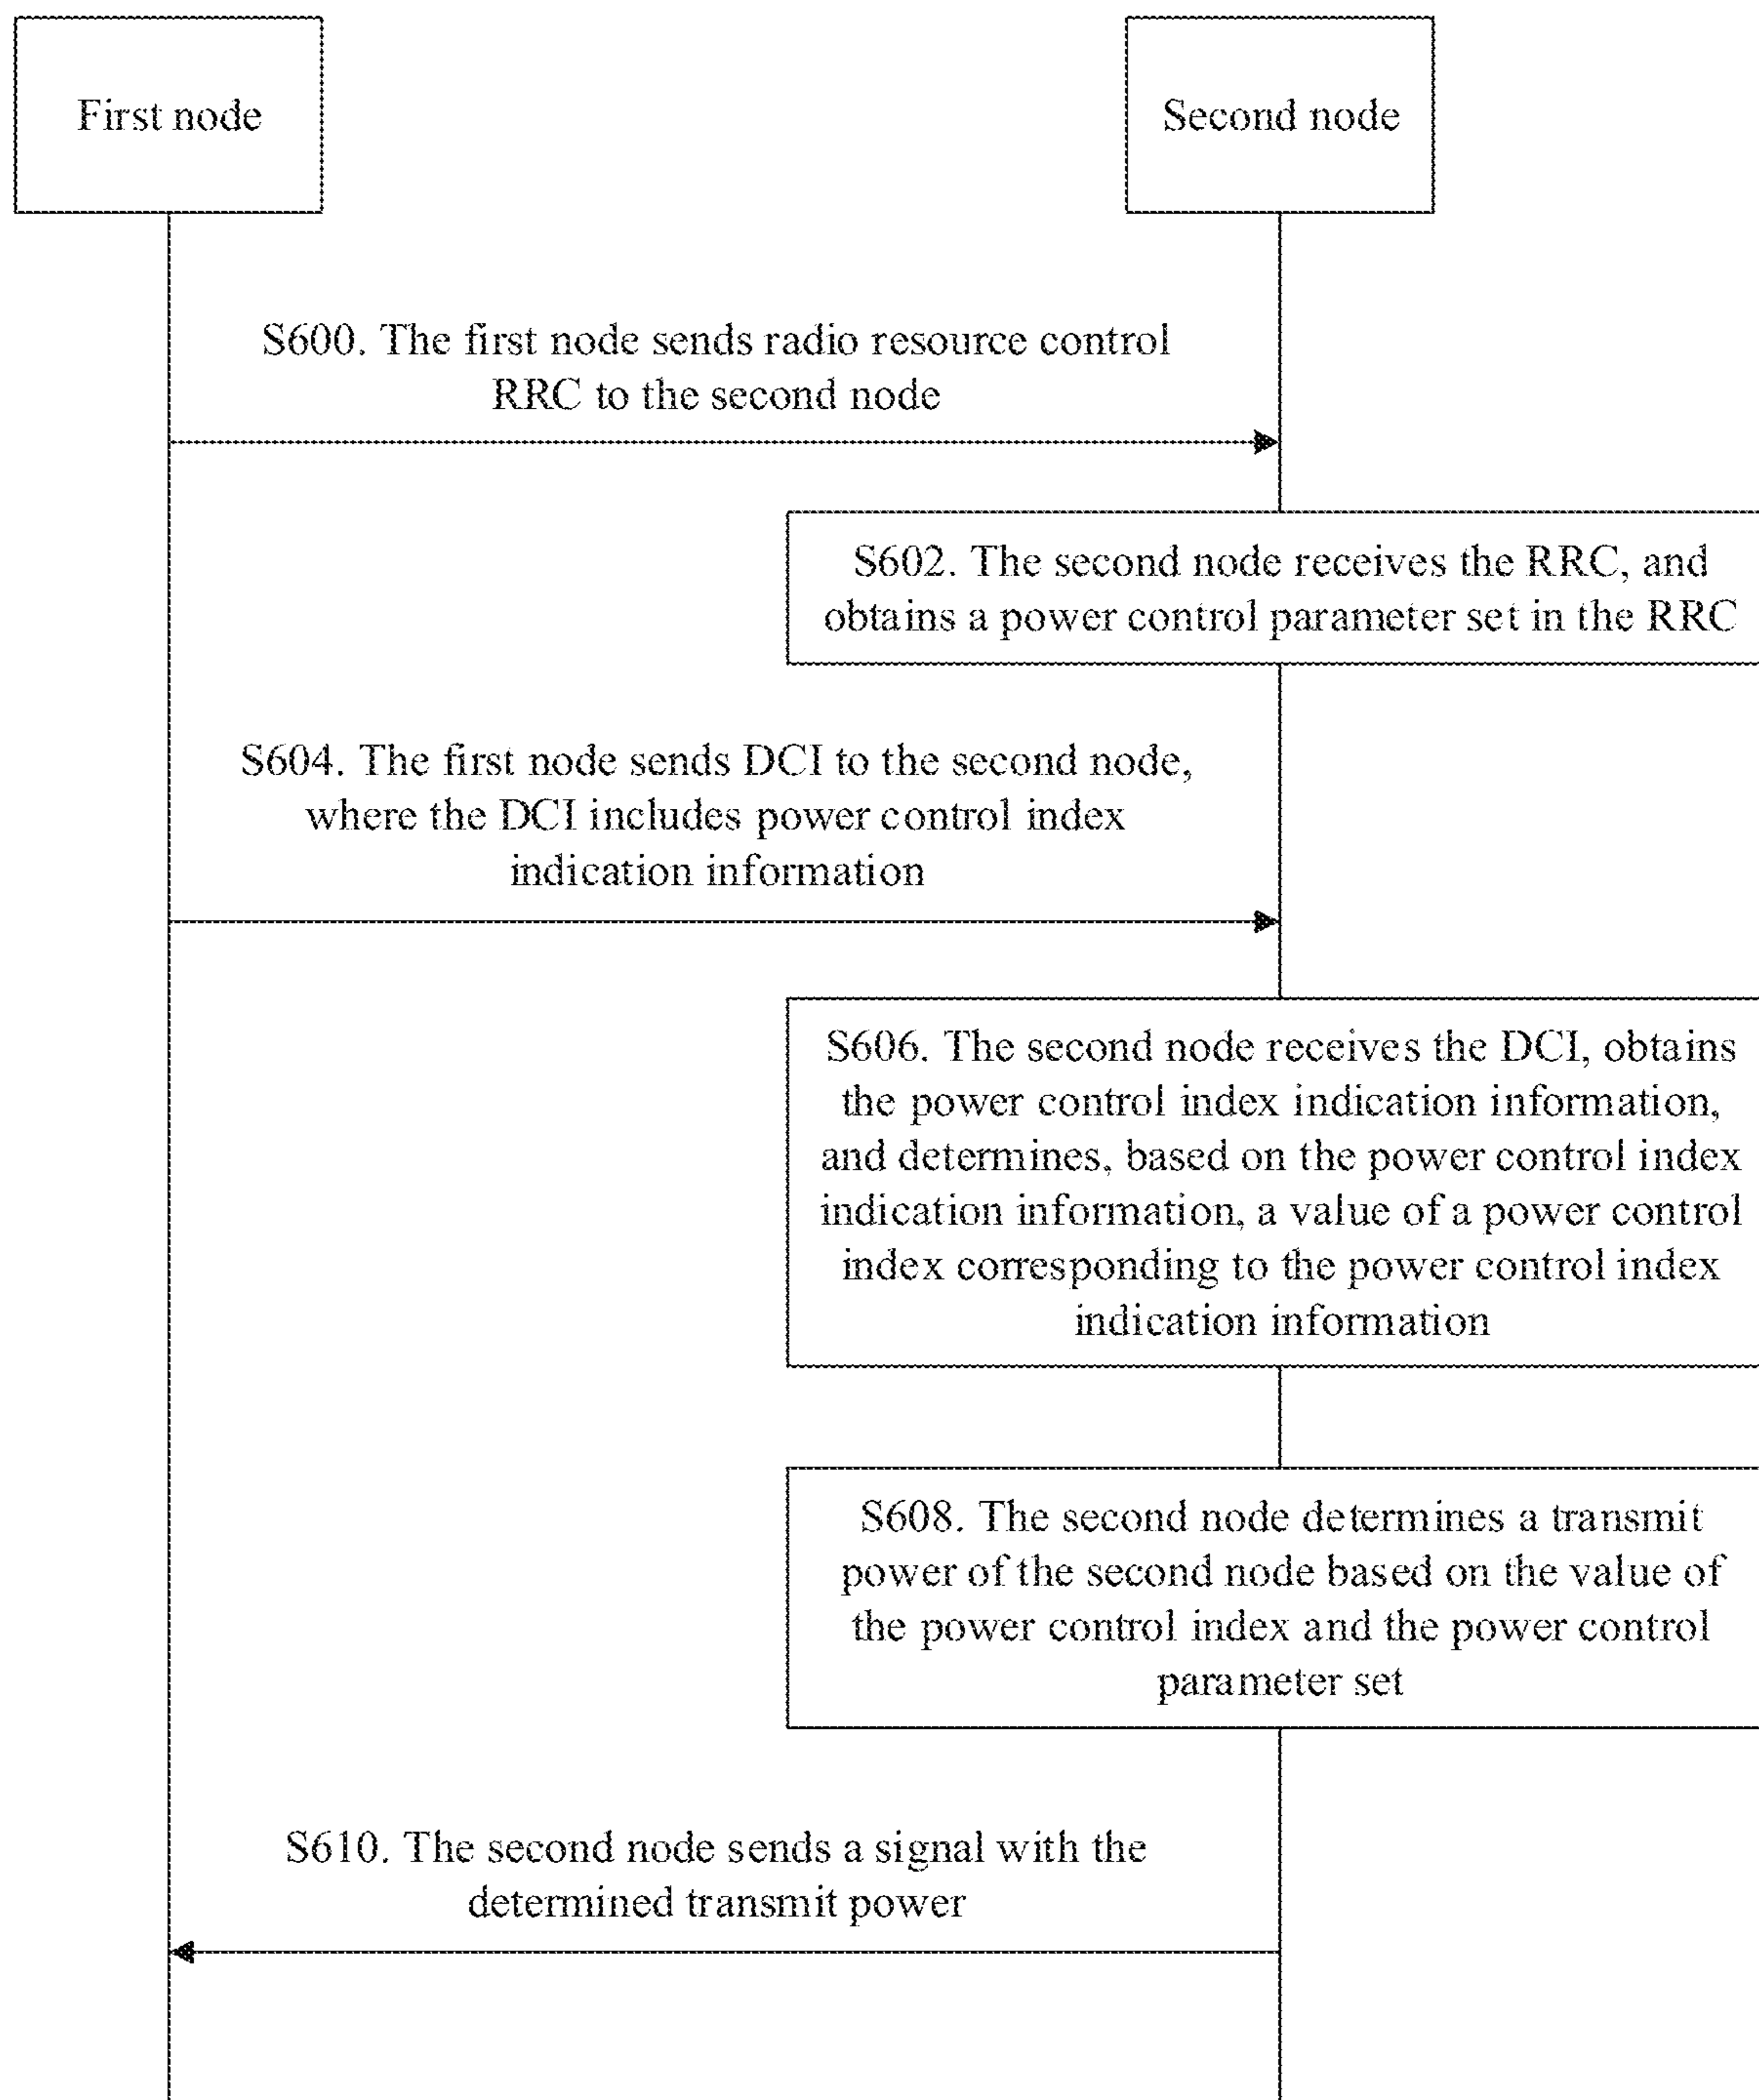 First node
Second node
S600. The first node sends radio resource control
RRC to the second node
S602. The second node receives the RRC, and
obtains a power control parameter set in the RRC
S604. The first node sends DCI to the second node,
where the DCI includes power control index
indication information
S606. The second node receives the DCI, obtains
the power control index indication information,
and determines, based on the power control index
indication information, a value of a power control
index corresponding to the power control index
indication information
S608. The second node determines a transmit
power of the second node based on the value of
the power control index and the power control
parameter set
S610. The second node sends a signal with the
determined transmit power